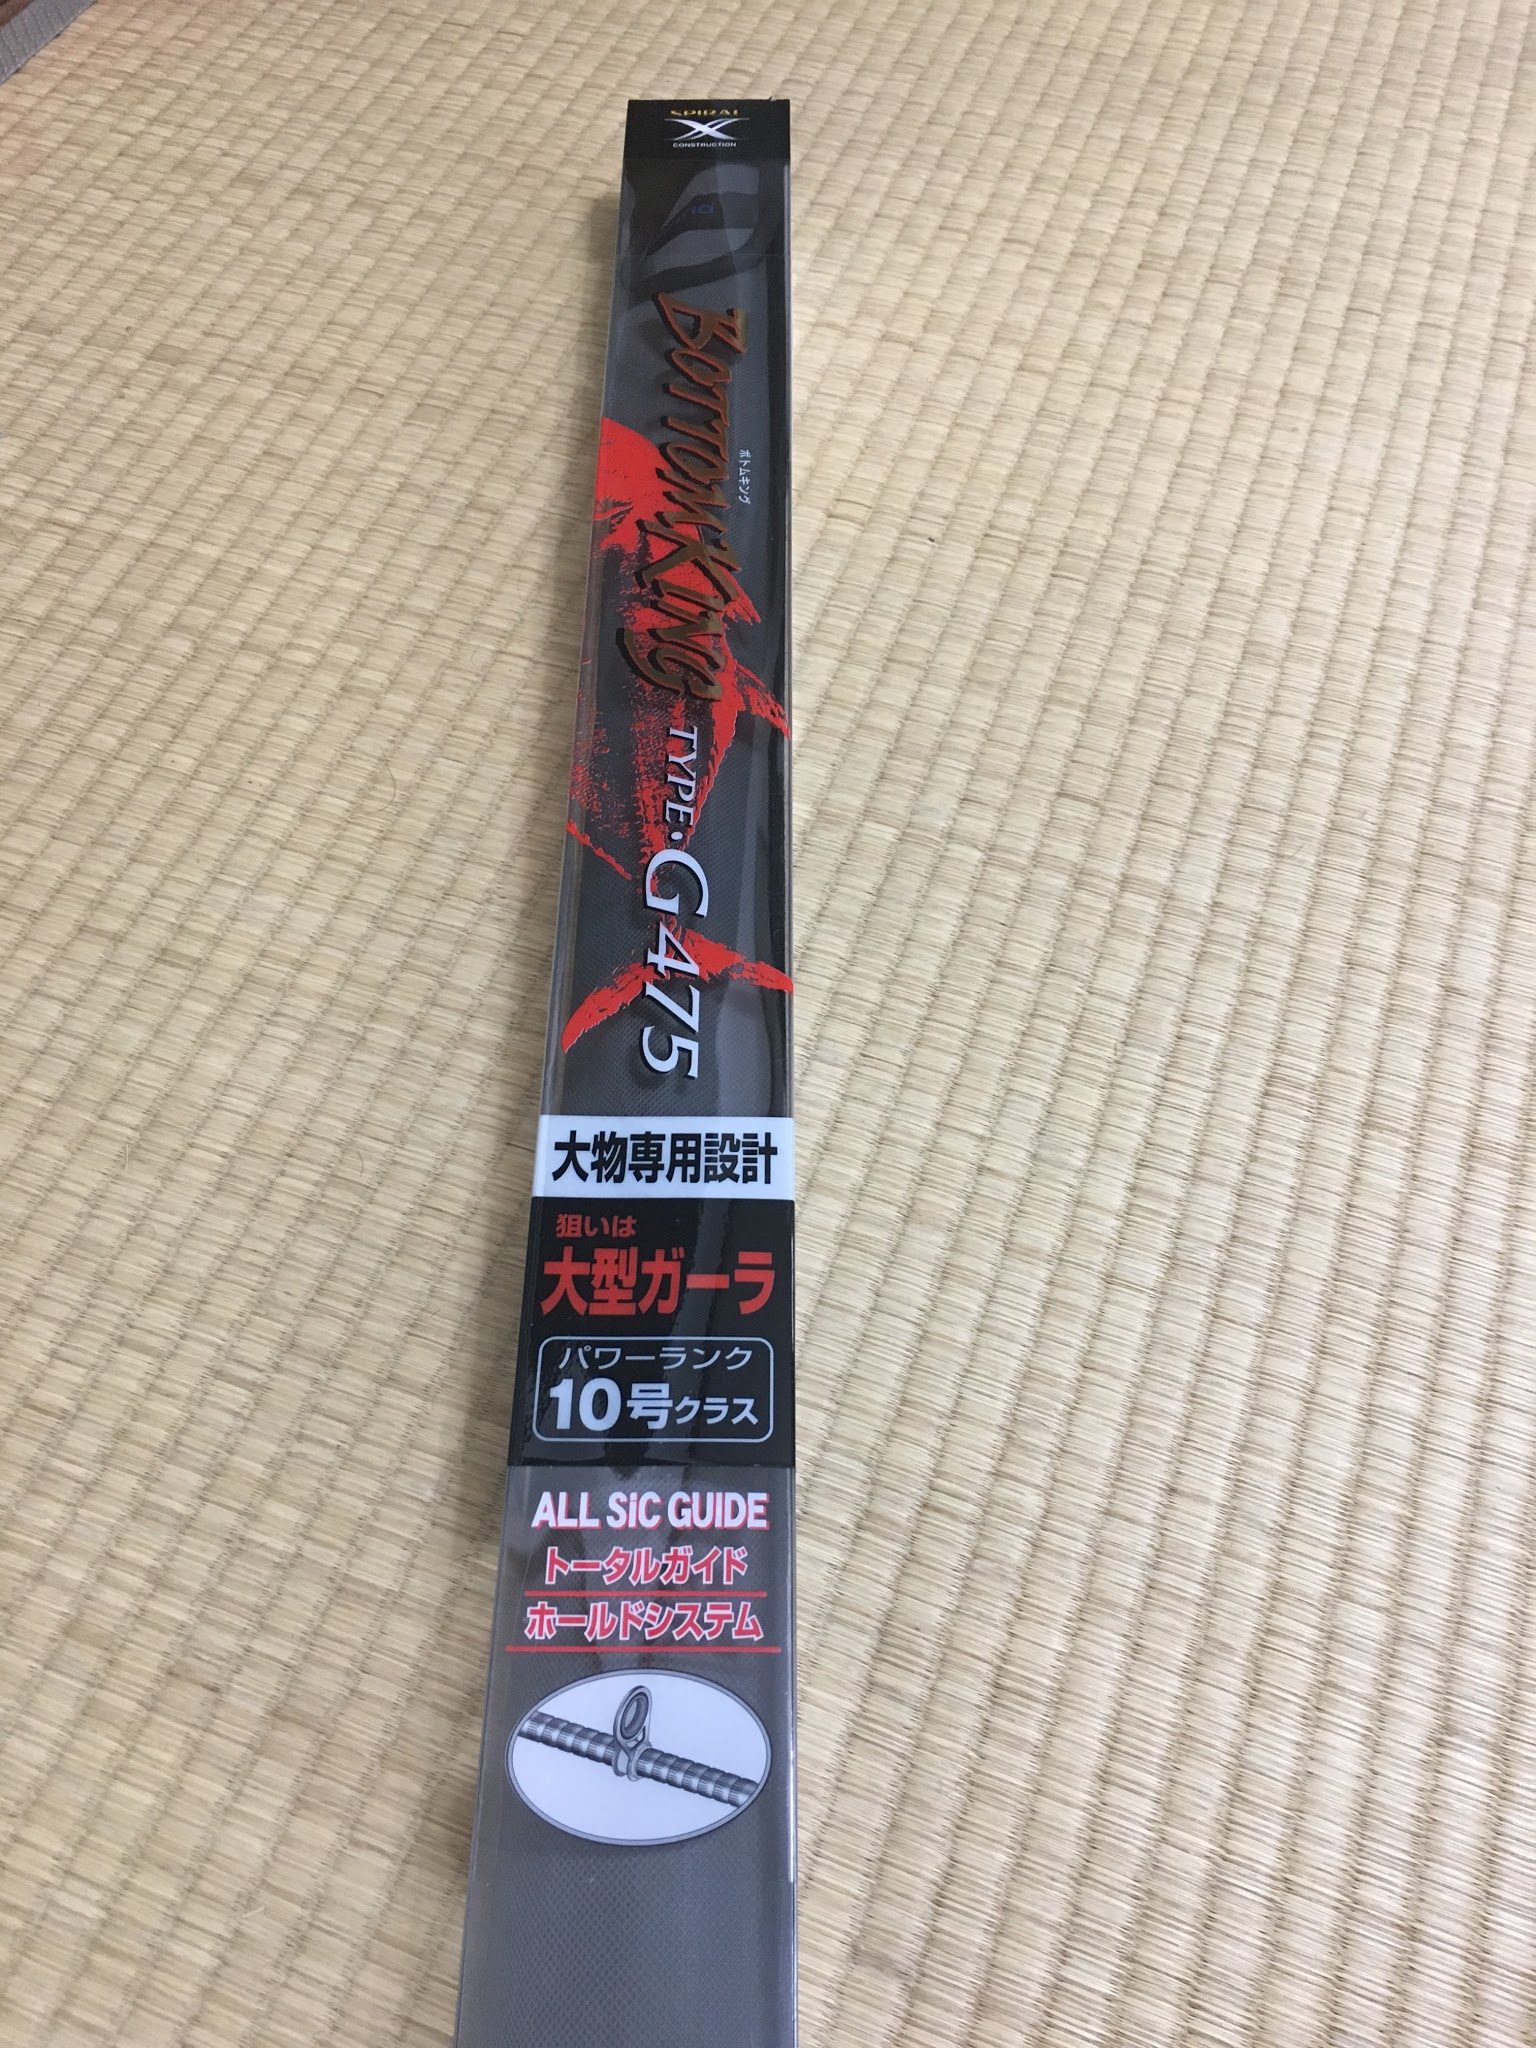 SPIRAL
X
CONSTRUCTION
BOTTOMKING
ボトムキング
TYPE・G475
大物専用設計
狙いは
大型ガーラ
パワーランク
10号クラス
ALL SiC GUIDE
トータルガイド
ホールドシステム